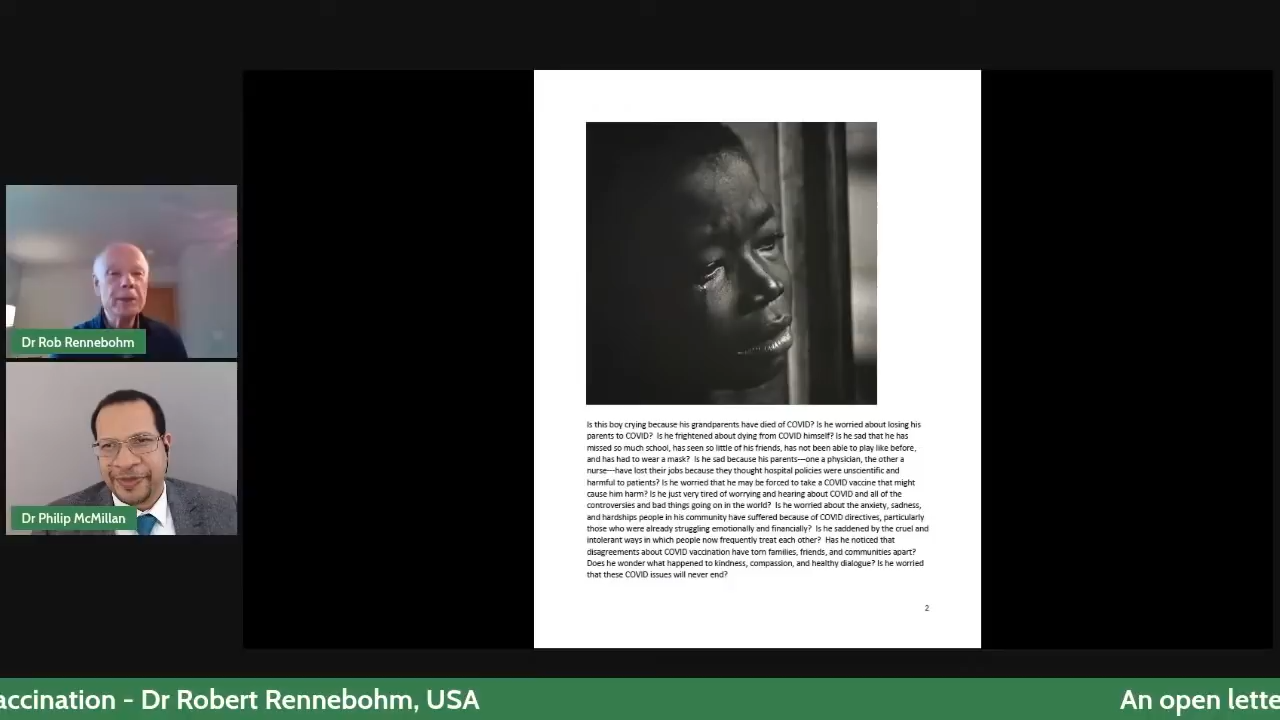 Dr Rob Rennebohm
Dr Philip McMillan
Is this boy crying because his grandparents have died of COVID? Is he worried about losing his
parents to COVID? Is he frightened about dying from COVID himself? Is he sad that he has
missed so much school, has seen so little of his friends, has not been able to play like before,
and has had to wear a mask? Is he sad because his parents—one a physician, the other a
nurse—have lost their jobs because they thought hospital policies were unscientific and
harmful to patients? Is he worried that he may be forced to take a COVID vaccine that might
cause him harm? Is he just very tired of worrying and hearing about COVID and all of the
controversies and bad things going on in the world? Is he worried about the anxiety, sadness,
and hardships people in his community have suffered because of COVID directives, particularly
those who were already struggling emotionally and financially? Is he saddened by the cruel and
intolerant ways in which people now frequently treat each other? Has he noticed that
disagreements about COVID vaccination have torn families, friends, and communities apart?
Does he wonder what happened to kindness, compassion, and healthy dialogue? Is he worried
that these COVID issues will never end?
2
accination - Dr Robert Rennebohm, USA
An open lette